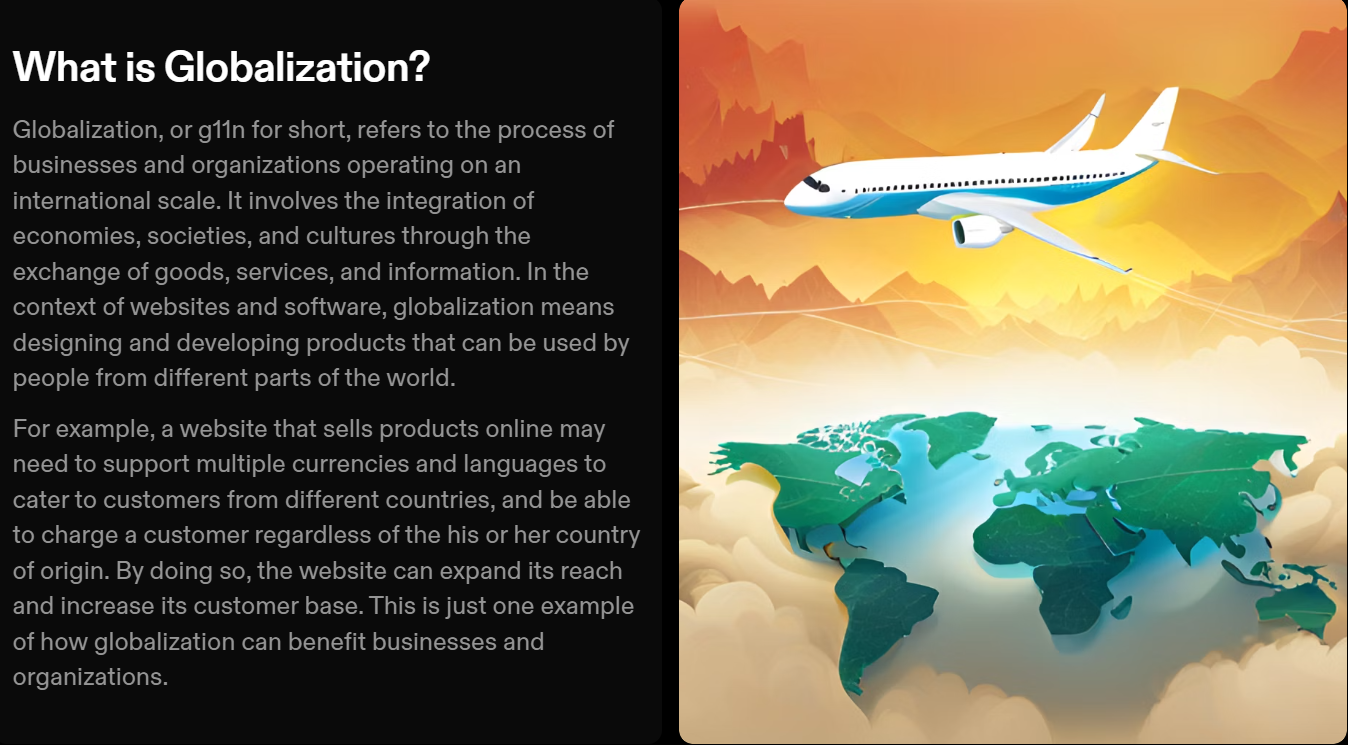 What is Globalization?
Globalization, or g11n for short, refers to the process of
businesses and organizations operating on an
international scale. It involves the integration of
economies, societies, and cultures through the
exchange of goods, services, and information. In the
context of websites and software, globalization means
designing and developing products that can be used by
people from different parts of the world.
For example, a website that sells products online may
need to support multiple currencies and languages to
cater to customers from different countries, and be able
to charge a customer regardless of the his or her country
of origin. By doing so, the website can expand its reach
and increase its customer base. This is just one example
of how globalization can benefit businesses and
organizations.